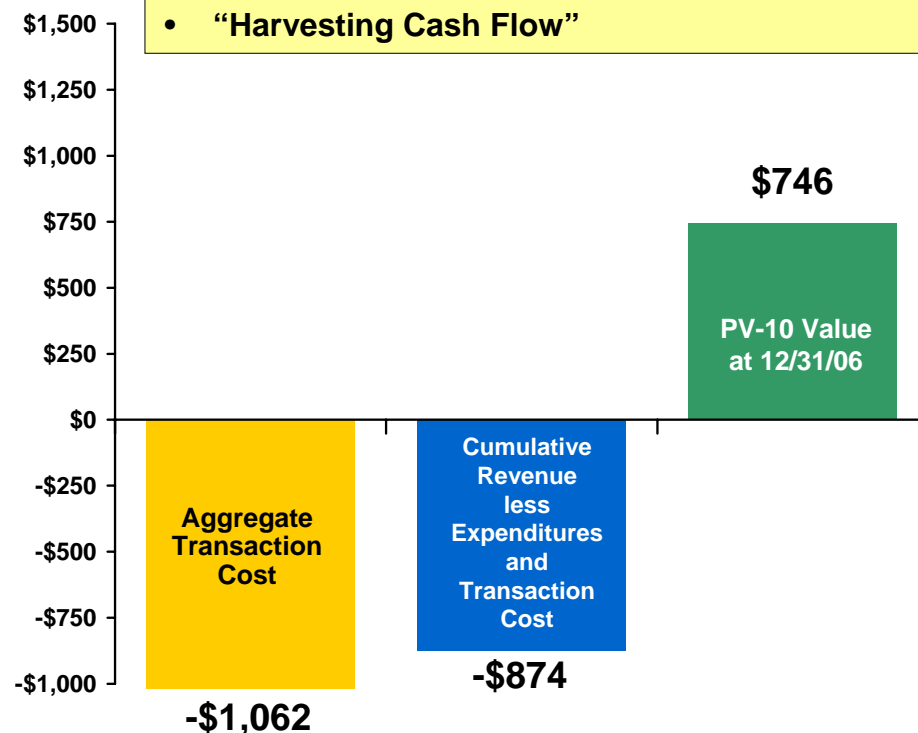 • “Harvesting Cash Flow”
$1,500
$1,250
$1,000
$750
$500
$250
$0
-$250
-$500
-$750
-$1,000
Aggregate
Transaction
Cost
-$1,062
Cumulative
Revenue
less
Expenditures
and
Transaction
Cost
-$874
$746
PV-10 Value
at 12/31/06